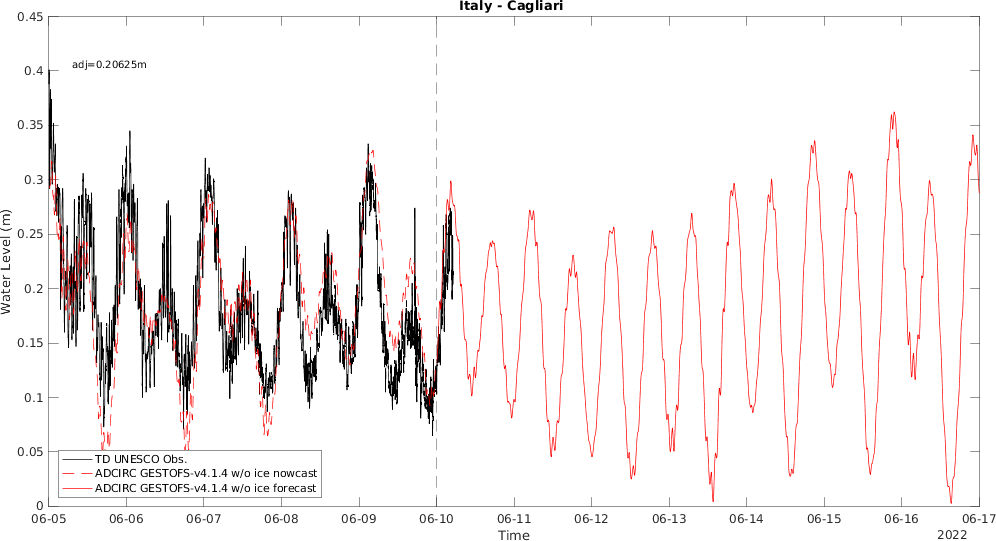 Italy - Cagliari
0.45
0.4
0.35
0.3
0.25
0.2
0.15
0.1
0.05
0
Water Level (m)
adj=0.20625m
TD UNESCO Obs.
ADCIRC GESTOFS-v4.1.4 w/o ice nowcast
ADCIRC GESTOFS-v4.1.4 w/o ice forecast
06-05 06-06 06-07 06-08 06-09 06-10 06-11 06-12 06-13 06-14 06-15 06-16 06-17
Time
2022